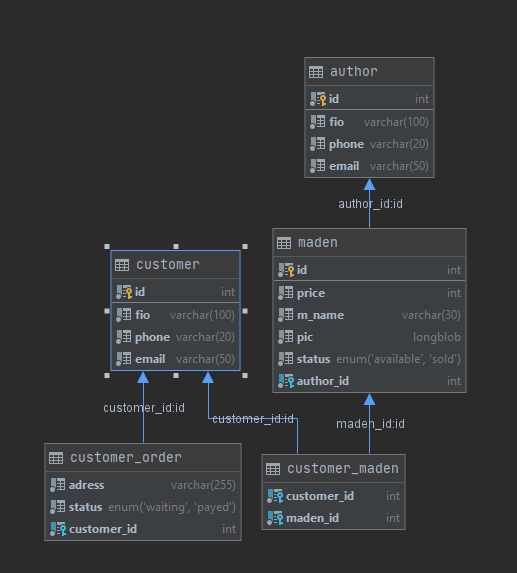 author
id int
fio varchar(100)
phone varchar(20)
email varchar(50)
author_id:id
maden
id int
price int
m_name varchar(30)
pic longblob
status enum('available', 'sold')
author_id int
customer
id int
fio varchar(100)
phone varchar(20)
email varchar(50)
customer_id:id
customer_id:id
maden_id:id
customer_order
adress varchar(255)
status enum('waiting', 'payed')
customer_id int
customer_maden
customer_id int
maden_id int